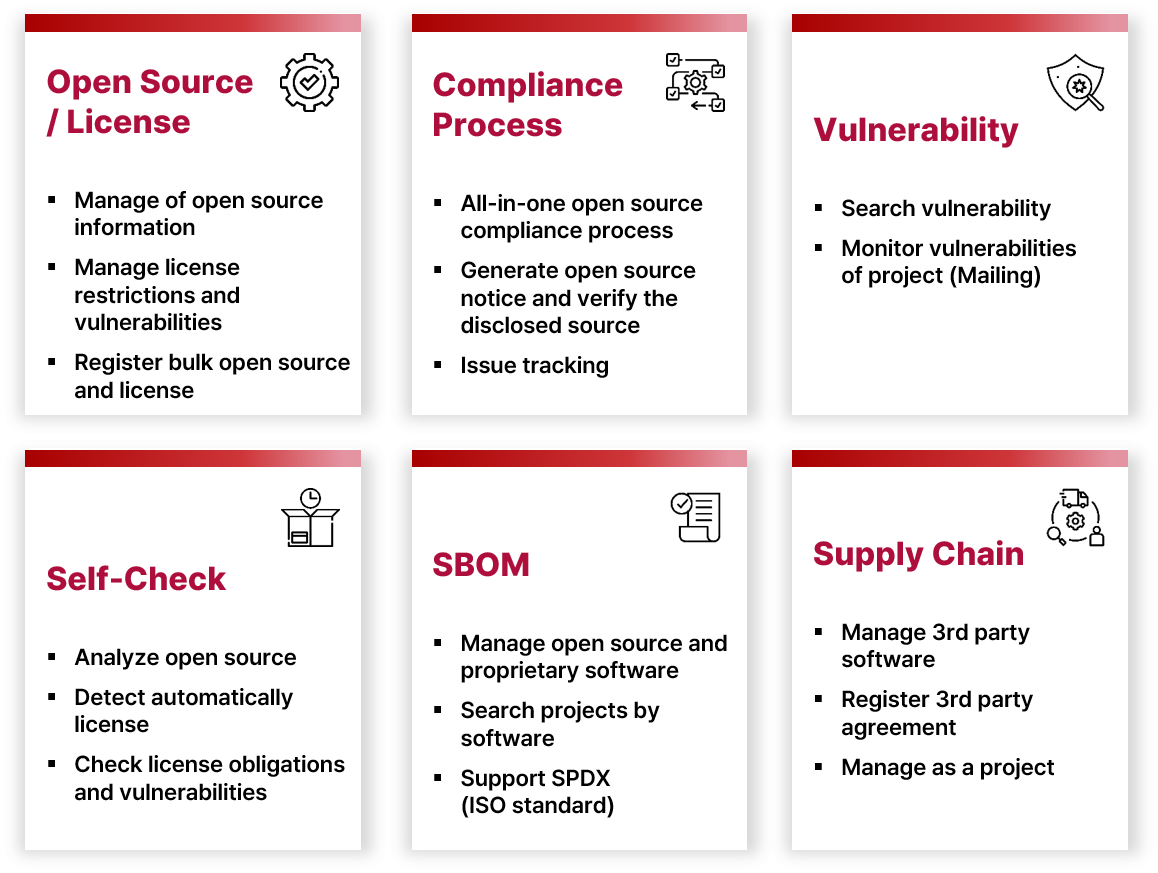 Open Source
/ License
Manage of open source
information
Manage license
restrictions and
vulnerabilities
Register bulk open source
and license
Compliance
Process
All-in-one open source
compliance process
Generate open source
notice and verify the
disclosed source
Issue tracking
Vulnerability
Search vulnerability
Monitor vulnerabilities
of project (Mailing)
Self-Check
Analyze open source
Detect automatically
license
Check license obligations
and vulnerabilities
SBOM
Manage open source and
proprietary software
Search projects by
software
Support SPDX
(ISO standard)
Supply Chain
Manage 3rd party
software
Register 3rd party
agreement
Manage as a project